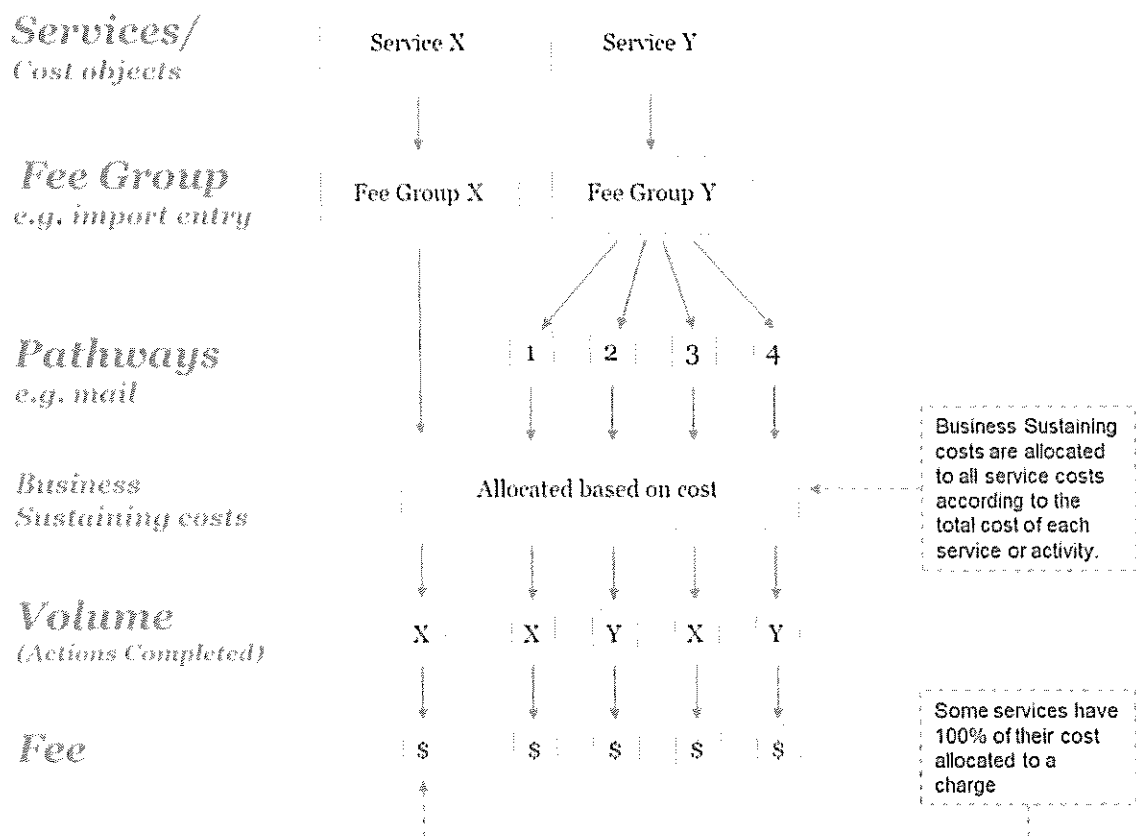 Services/
Cost objects
Service X
Service Y
Fee Group
e.g. import entry
Fee Group X
Fee Group Y
Pathways
e.g. mail
1
2
3
4
Business
Sustaining costs
Allocated based on cost
Business Sustaining
costs are allocated
to all service costs
according to the
total cost of each
service or activity.
Volume
(Actions Completed)
X
X
Y
X
Y
Fee
$
$
$
$
$
Some services have
100% of their cost
allocated to a
charge